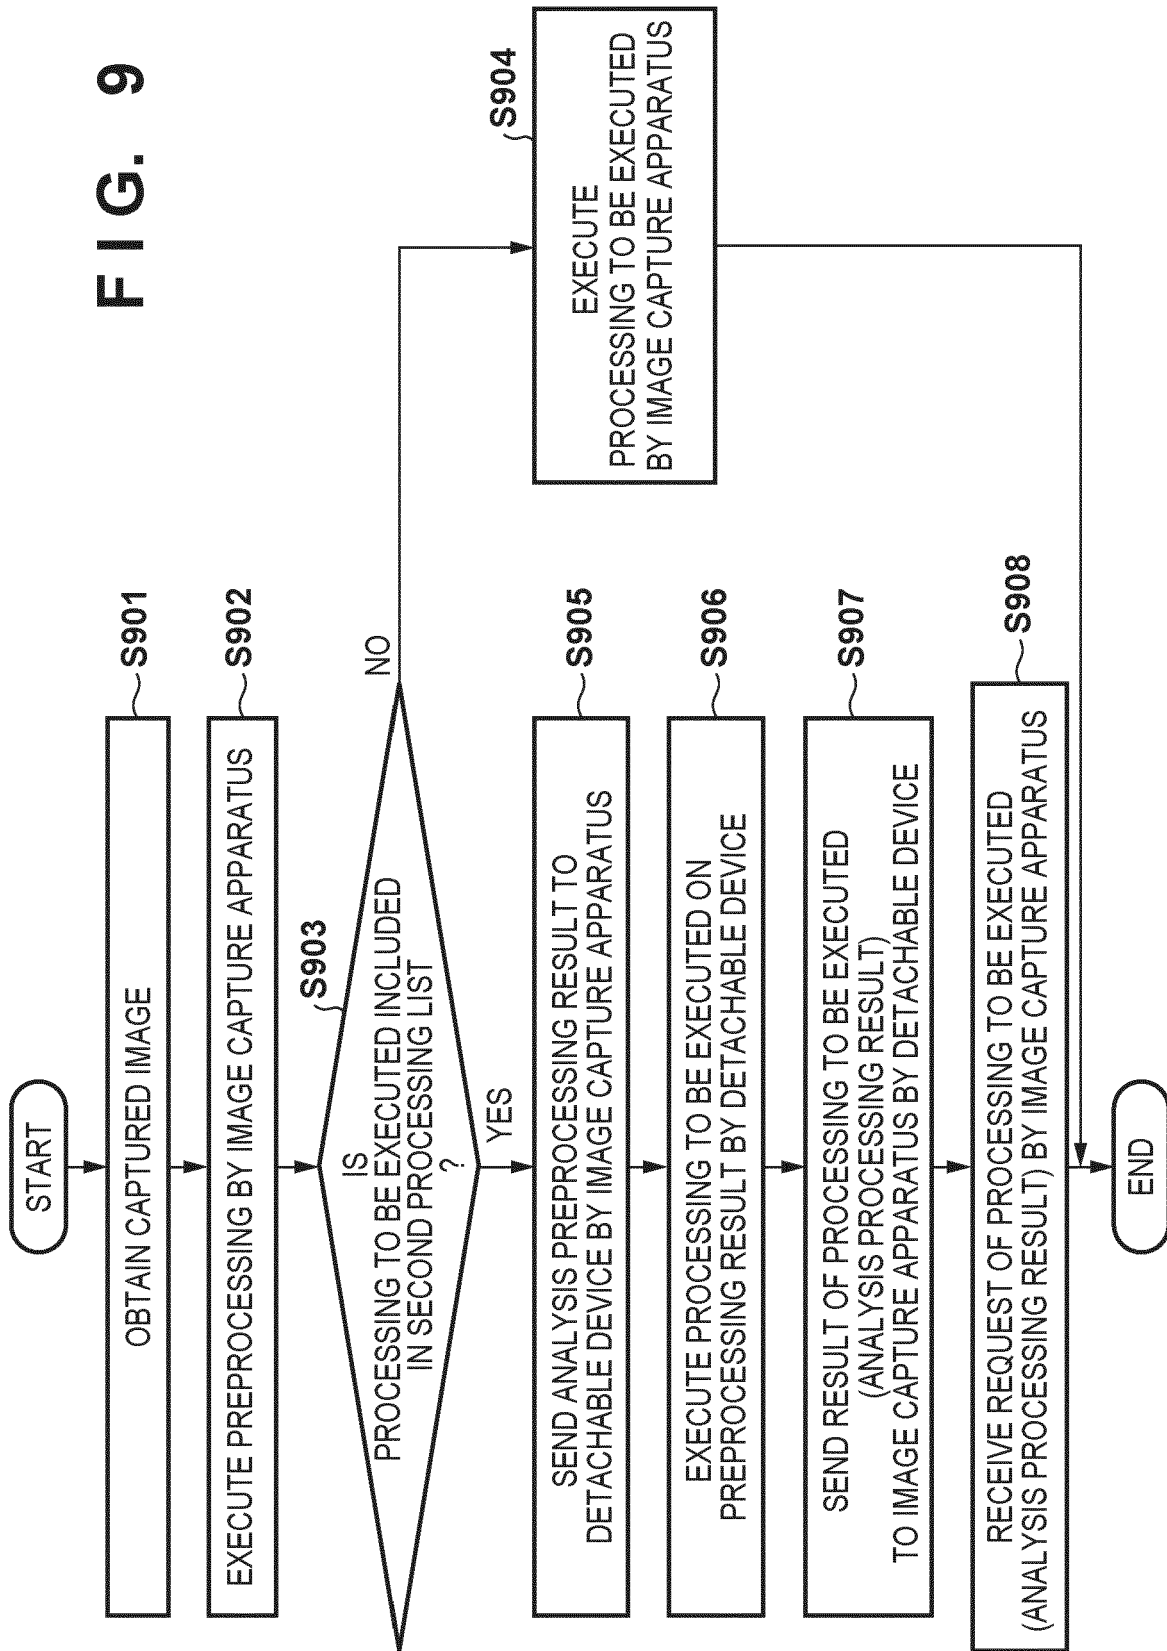 FIG. 9
START
OBTAIN CAPTURED IMAGE
S901
EXECUTE PREPROCESSING BY IMAGE CAPTURE APPARATUS
S902
IS
PROCESSING TO BE EXECUTED INCLUDED
IN SECOND PROCESSING LIST
?
S903
NO
YES
EXECUTE
PROCESSING TO BE EXECUTED
BY IMAGE CAPTURE APPARATUS
S904
SEND ANALYSIS PREPROCESSING RESULT TO
DETACHABLE DEVICE BY IMAGE CAPTURE APPARATUS
S905
EXECUTE PROCESSING TO BE EXECUTED ON
PREPROCESSING RESULT BY DETACHABLE DEVICE
S906
SEND RESULT OF PROCESSING TO BE EXECUTED
(ANALYSIS PROCESSING RESULT)
TO IMAGE CAPTURE APPARATUS BY DETACHABLE DEVICE
S907
RECEIVE REQUEST OF PROCESSING TO BE EXECUTED
(ANALYSIS PROCESSING RESULT) BY IMAGE CAPTURE APPARATUS
S908
END